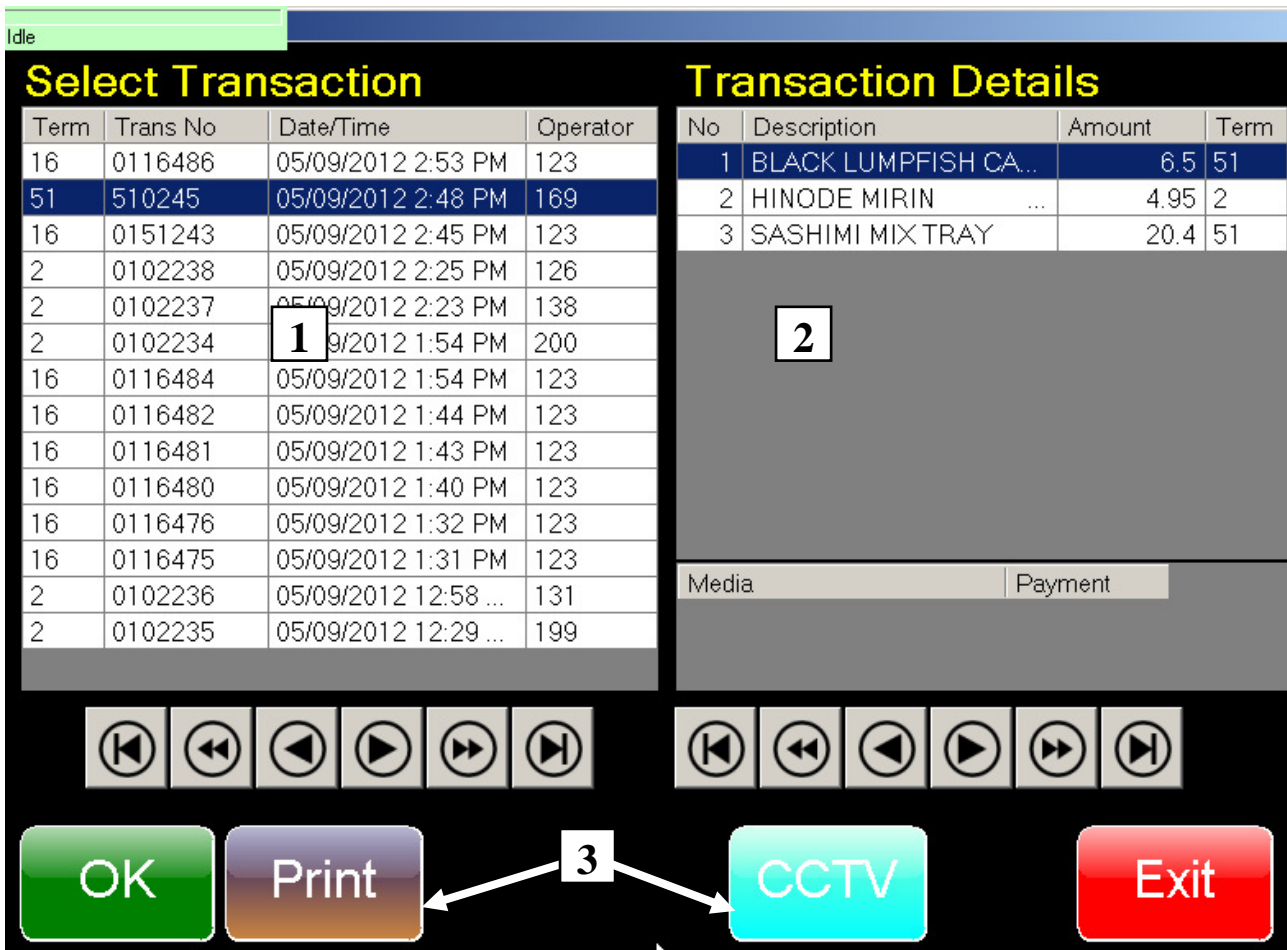 Idle
Select Transaction
Term Trans No Date/Time Operator
16 0116486 05/09/2012 2:53 PM 123
51 510245 05/09/2012 2:48 PM 169
16 0151243 05/09/2012 2:45 PM 123
2 0102238 05/09/2012 2:25 PM 126
2 0102237 05/09/2012 2:23 PM 138
2 0102234 9/2012 1:54 PM 200
16 0116484 05/09/2012 1:54 PM 123
16 0116482 05/09/2012 1:44 PM 123
16 0116481 05/09/2012 1:43 PM 123
16 0116480 05/09/2012 1:40 PM 123
16 0116476 05/09/2012 1:32 PM 123
16 0116475 05/09/2012 1:31 PM 123
2 0102236 05/09/2012 12:58 ... 131
2 0102235 05/09/2012 12:29 ... 199
1
Transaction Details
No Description Amount Term
1 BLACK LUMPFISH CA... 6.5 51
2 HINODE MIRIN ... 4.95 2
3 SASHIMI MIX TRAY 20.4 51
2
Media Payment
OK Print 3 CCTV Exit